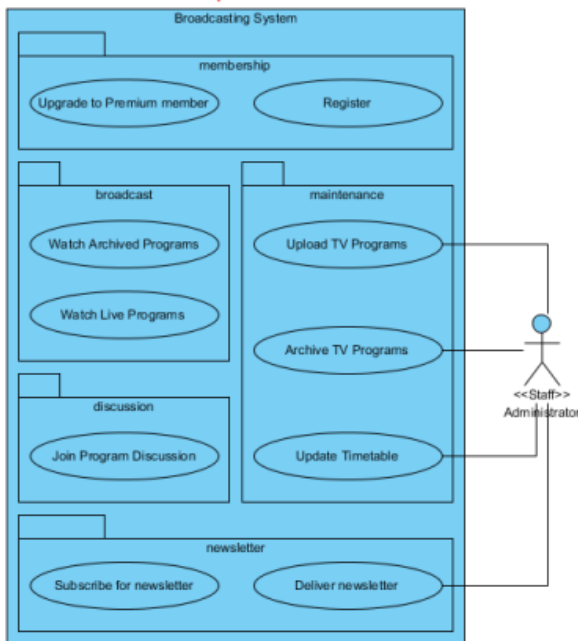 Broadcasting System
membership
Upgrade to Premium member
Register
broadcast
Watch Archived Programs
Watch Live Programs
maintenance
Upload TV Programs
Archive TV Programs
Update Timetable
discussion
Join Program Discussion
newsletter
Subscribe for newsletter
Deliver newsletter
<<Staff>>
Administrator